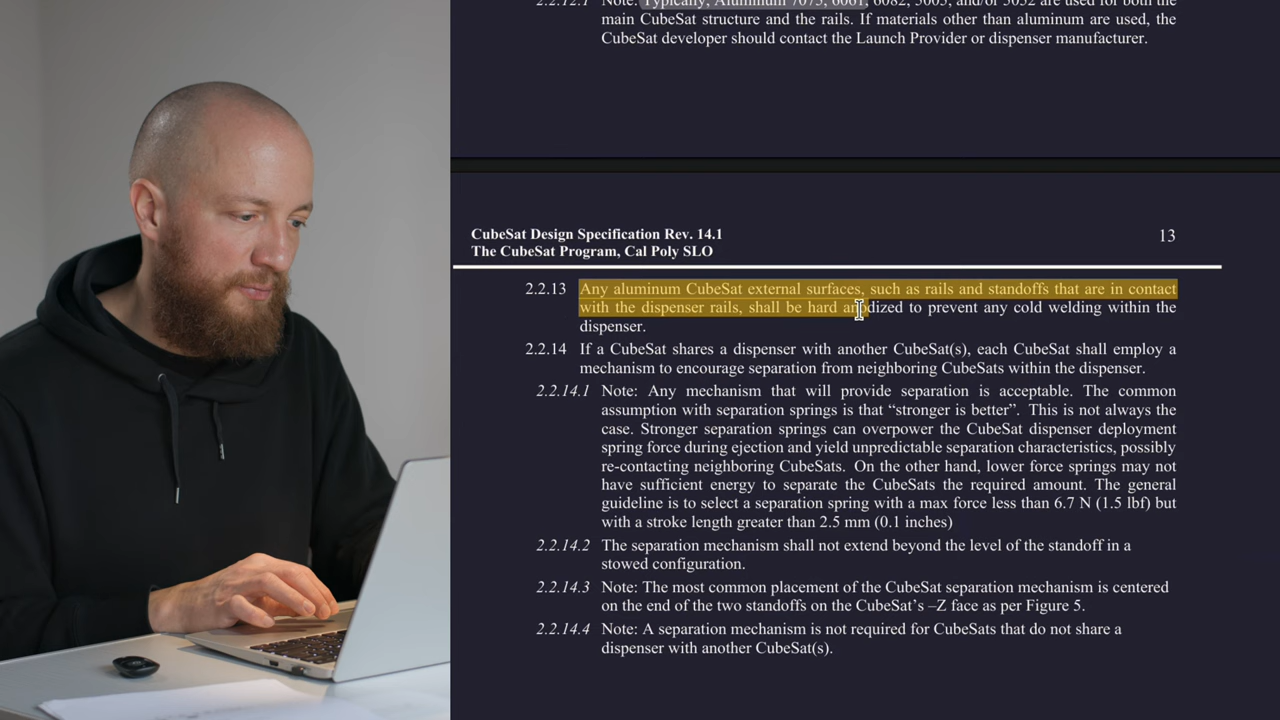 2.2.12.1 Note: Typically, Aluminum 7075, 6061, 6082, 5005, and/or 5052 are used for both the
main CubeSat structure and the rails. If materials other than aluminum are used, the
CubeSat developer should contact the Launch Provider or dispenser manufacturer.
CubeSat Design Specification Rev. 14.1 13
The CubeSat Program, Cal Poly SLO
2.2.13 Any aluminum CubeSat external surfaces, such as rails and standoffs that are in contact
with the dispenser rails, shall be hard anodized to prevent any cold welding within the
dispenser.
2.2.14 If a CubeSat shares a dispenser with another CubeSat(s), each CubeSat shall employ a
mechanism to encourage separation from neighboring CubeSats within the dispenser.
2.2.14.1 Note: Any mechanism that will provide separation is acceptable. The common
assumption with separation springs is that “stronger is better”. This is not always the
case. Stronger separation springs can overpower the CubeSat dispenser deployment
spring force during ejection and yield unpredictable separation characteristics, possibly
re-contacting neighboring CubeSats. On the other hand, lower force springs may not
have sufficient energy to separate the CubeSats the required amount. The general
guideline is to select a separation spring with a max force less than 6.7 N (1.5 lbf) but
with a stroke length greater than 2.5 mm (0.1 inches)
2.2.14.2 The separation mechanism shall not extend beyond the level of the standoff in a
stowed configuration.
2.2.14.3 Note: The most common placement of the CubeSat separation mechanism is centered
on the end of the two standoffs on the CubeSat’s –Z face as per Figure 5.
2.2.14.4 Note: A separation mechanism is not required for CubeSats that do not share a
dispenser with another CubeSat(s).